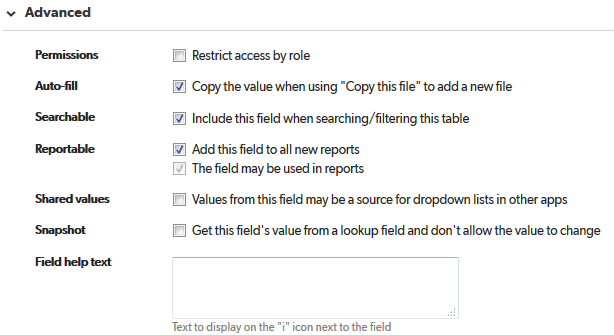 Advanced
Permissions Restrict access by role
Auto-fill Copy the value when using "Copy this file" to add a new file
Searchable Include this field when searching/filtering this table
Reportable Add this field to all new reports
The field may be used in reports
Shared values Values from this field may be a source for dropdown lists in other apps
Snapshot Get this field's value from a lookup field and don't allow the value to change
Field help text
Text to display on the "i" icon next to the field